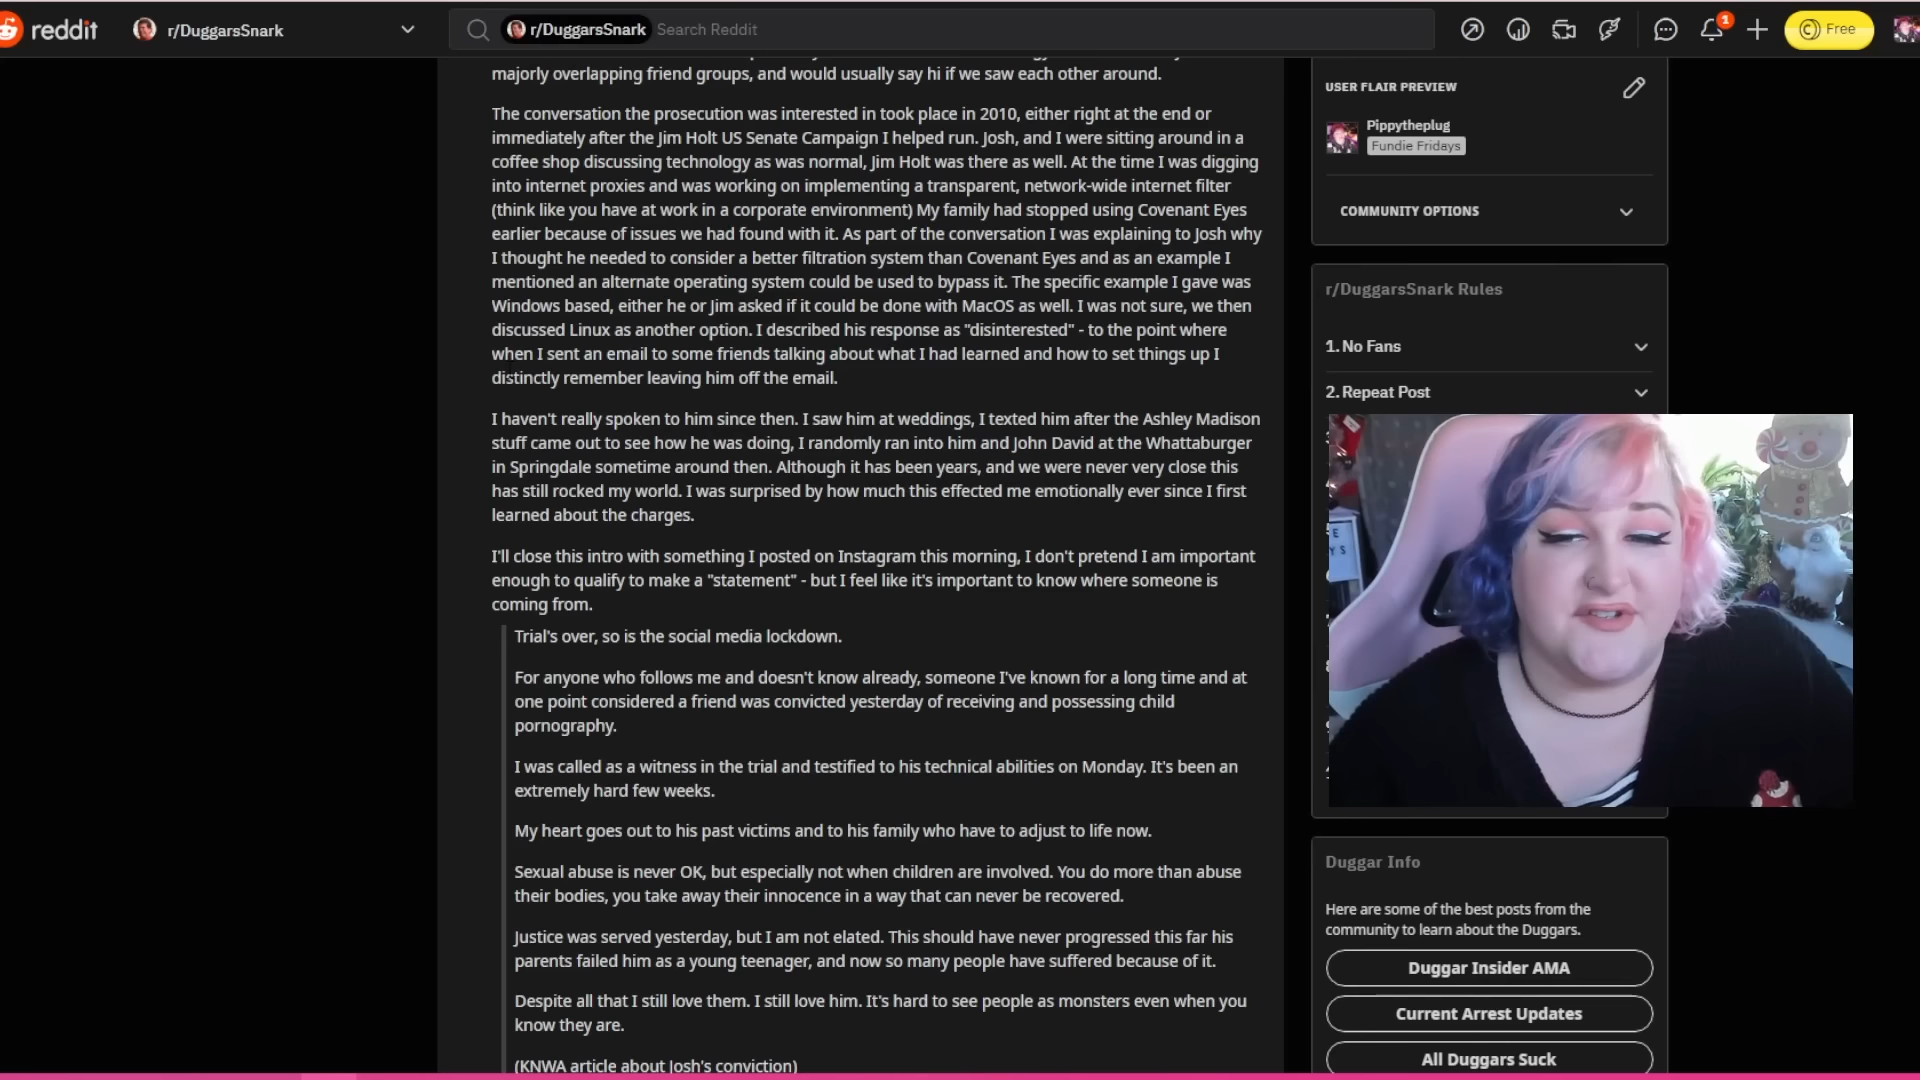 reddit
r/DuggarsSnark
r/DuggarsSnark Search Reddit
1
Free
majorly overlapping friend groups, and would usually say hi if we saw each other around.
The conversation the prosecution was interested in took place in 2010, either right at the end or
immediately after the Jim Holt US Senate Campaign I helped run. Josh, and I were sitting around in a
coffee shop discussing technology as was normal, Jim Holt was there as well. At the time I was digging
into internet proxies and was working on implementing a transparent, network-wide internet filter
(think like you have at work in a corporate environment) My family had stopped using Covenant Eyes
earlier because of issues we had found with it. As part of the conversation I was explaining to Josh why
I thought he needed to consider a better filtration system than Covenant Eyes and as an example I
mentioned an alternate operating system could be used to bypass it. The specific example I gave was
Windows based, either he or Jim asked if it could be done with MacOS as well. I was not sure, we then
discussed Linux as another option. I described his response as "disinterested" - to the point where
when I sent an email to some friends talking about what I had learned and how to set things up I
distinctly remember leaving him off the email.
I haven't really spoken to him since then. I saw him at weddings, I texted him after the Ashley Madison
stuff came out to see how he was doing, I randomly ran into him and John David at the Whattaburger
in Springdale sometime around then. Although it has been years, and we were never very close this
has still rocked my world. I was surprised by how much this effected me emotionally ever since I first
learned about the charges.
I'll close this intro with something I posted on Instagram this morning, I don't pretend I am important
enough to qualify to make a "statement" - but I feel like it's important to know where someone is
coming from.
Trial's over, so is the social media lockdown.
For anyone who follows me and doesn't know already, someone I've known for a long time and at
one point considered a friend was convicted yesterday of receiving and possessing child
pornography.
I was called as a witness in the trial and testified to his technical abilities on Monday. It's been an
extremely hard few weeks.
My heart goes out to his past victims and to his family who have to adjust to life now.
Sexual abuse is never OK, but especially not when children are involved. You do more than abuse
their bodies, you take away their innocence in a way that can never be recovered.
Justice was served yesterday, but I am not elated. This should have never progressed this far his
parents failed him as a young teenager, and now so many people have suffered because of it.
Despite all that I still love them. I still love him. It's hard to see people as monsters even when you
know they are.
(KNWA article about Josh's conviction)
USER FLAIR PREVIEW
Pippytheplug
Fundie Fridays
COMMUNITY OPTIONS
r/DuggarsSnark Rules
1. No Fans
2. Repeat Post
Duggar Info
Here are some of the best posts from the
community to learn about the Duggars.
Duggar Insider AMA
Current Arrest Updates
All Duggars Suck